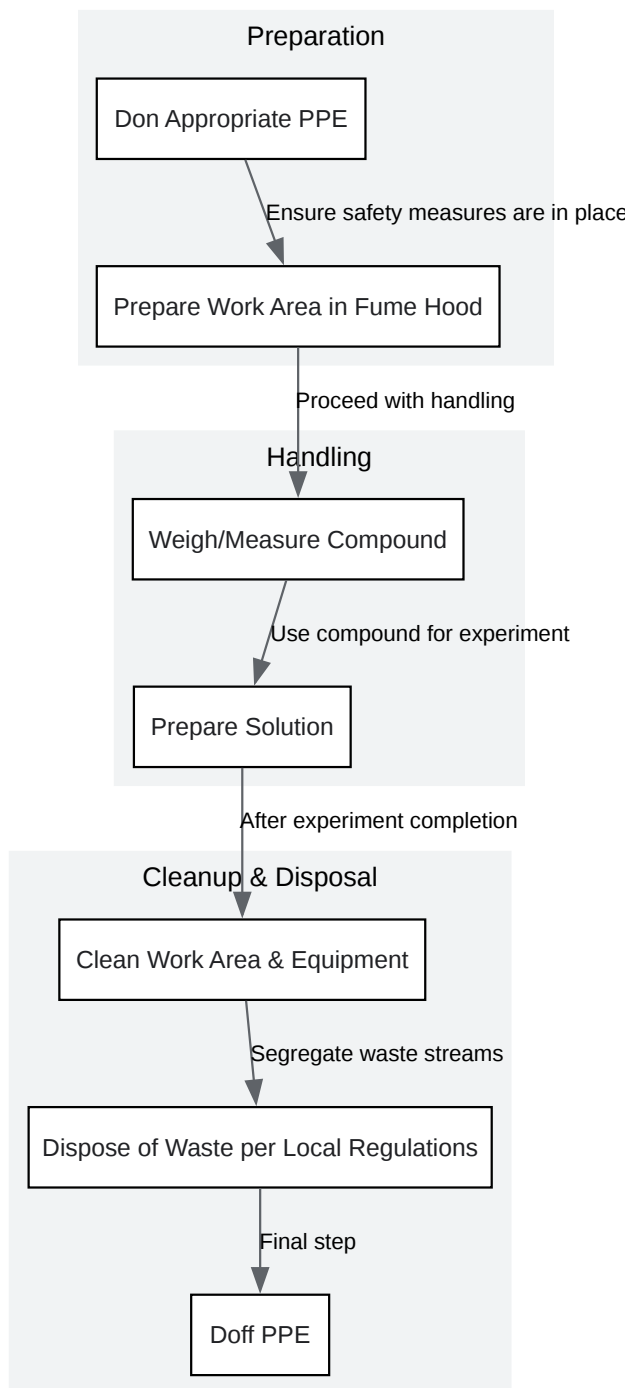 Preparation
Don Appropriate PPE
Ensure safety measures are in place
Prepare Work Area in Fume Hood
Proceed with handling
Handling
Weigh/Measure Compound
Use compound for experiment
Prepare Solution
After experiment completion
Cleanup & Disposal
Clean Work Area & Equipment
Segregate waste streams
Dispose of Waste per Local Regulations
Final step
Doff PPE